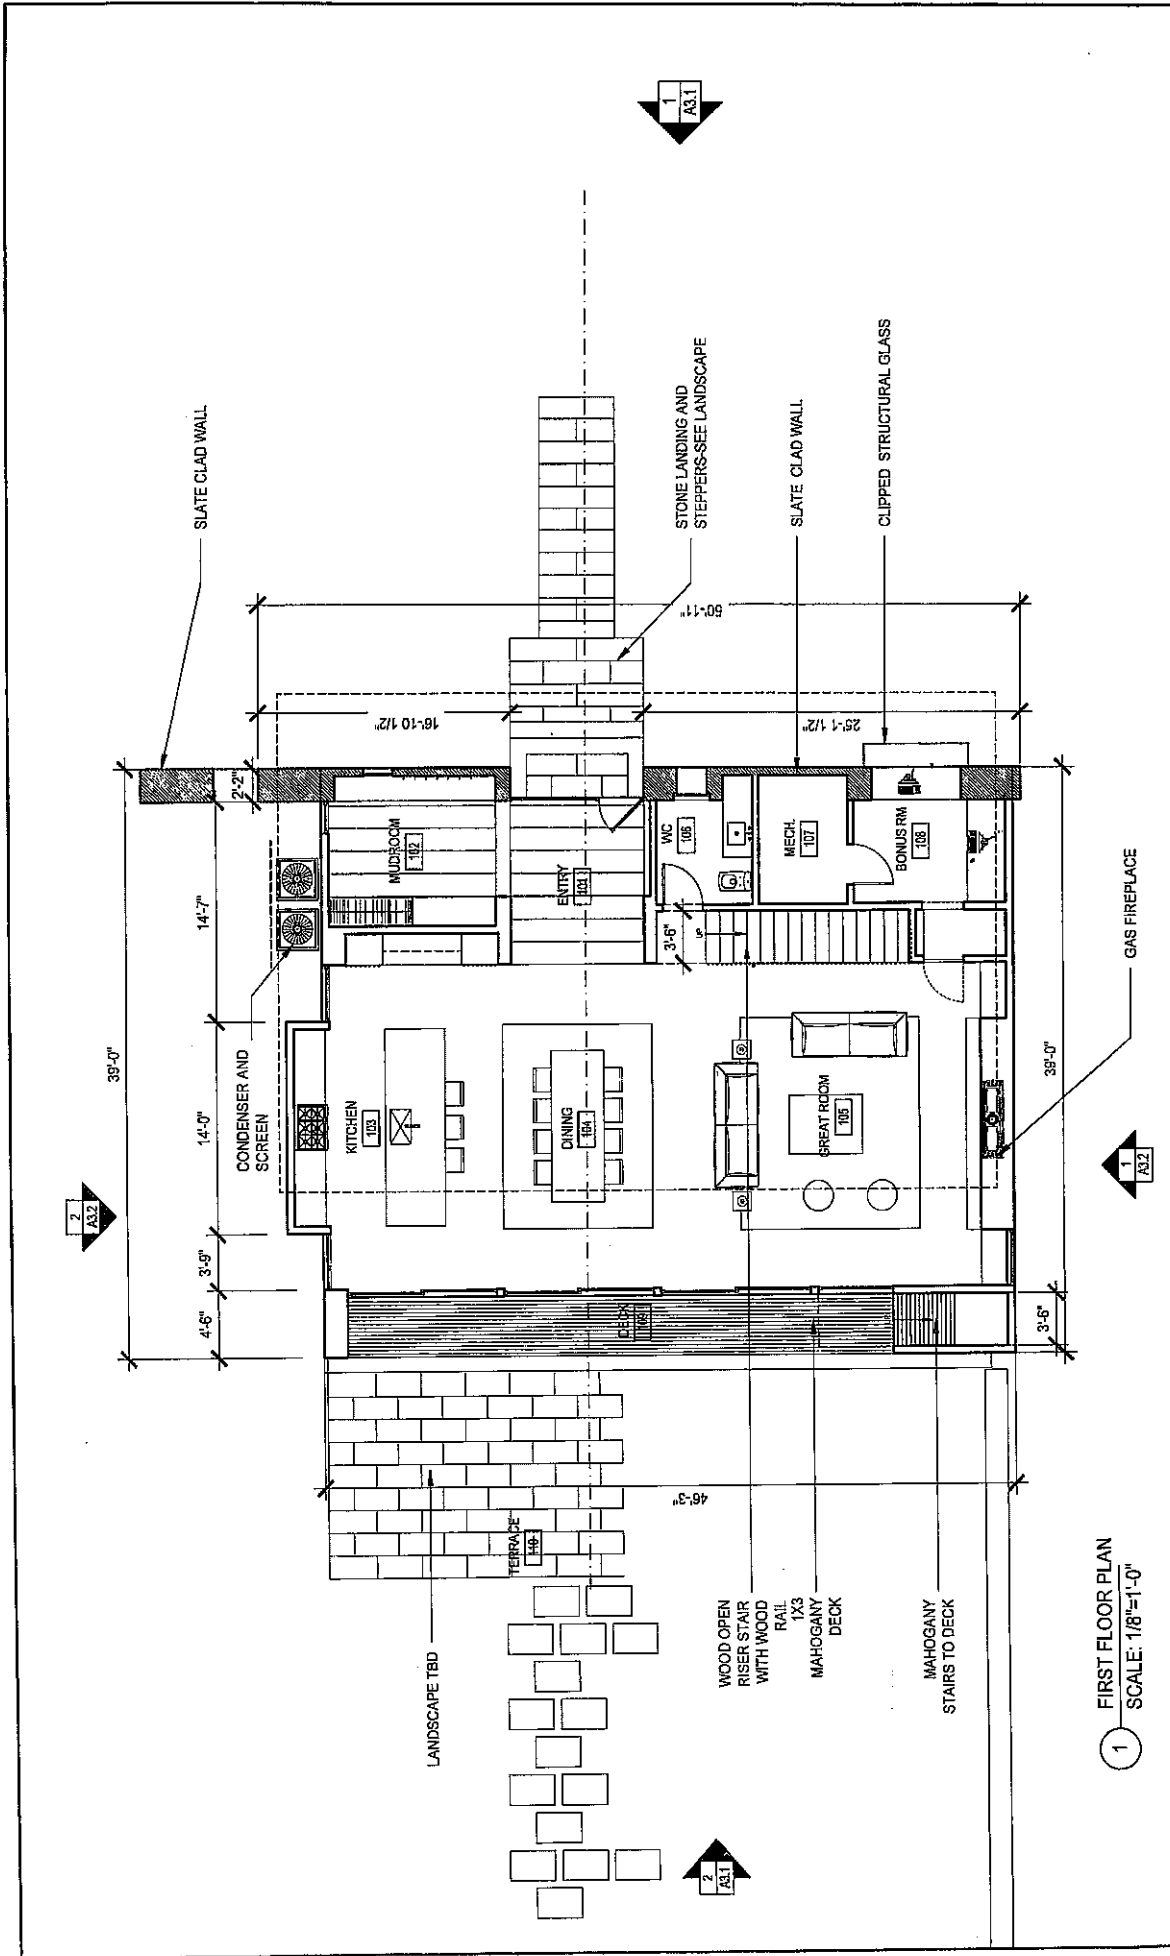 1
A3.1
SLATE CLAD WALL
STONE LANDING AND
STEPPERS-SEE LANDSCAPE
SLATE CLAD WALL
CLIPPED STRUCTURAL GLASS
50'-11"
16'-10 1/2"
25'-1 1/2"
2'-2"
39'-0"
14'-7"
14'-0"
3'-9"
4'-6"
CONDENSER AND
SCREEN
MUDROOM
102
ENTRY
101
WC
106
MECH.
107
BONUS RM
108
3'-6"
UP
KITCHEN
103
DINING
104
GREAT ROOM
105
GAS FIREPLACE
39'-0"
3'-6"
2
A3.2
1
A3.2
DECK
109
46'-3"
TERRACE
110
LANDSCAPE TBD
WOOD OPEN
RISER STAIR
WITH WOOD
RAIL
1X3
MAHOGANY
DECK
MAHOGANY
STAIRS TO DECK
2
A3.1
1
FIRST FLOOR PLAN
SCALE: 1/8"=1'-0"